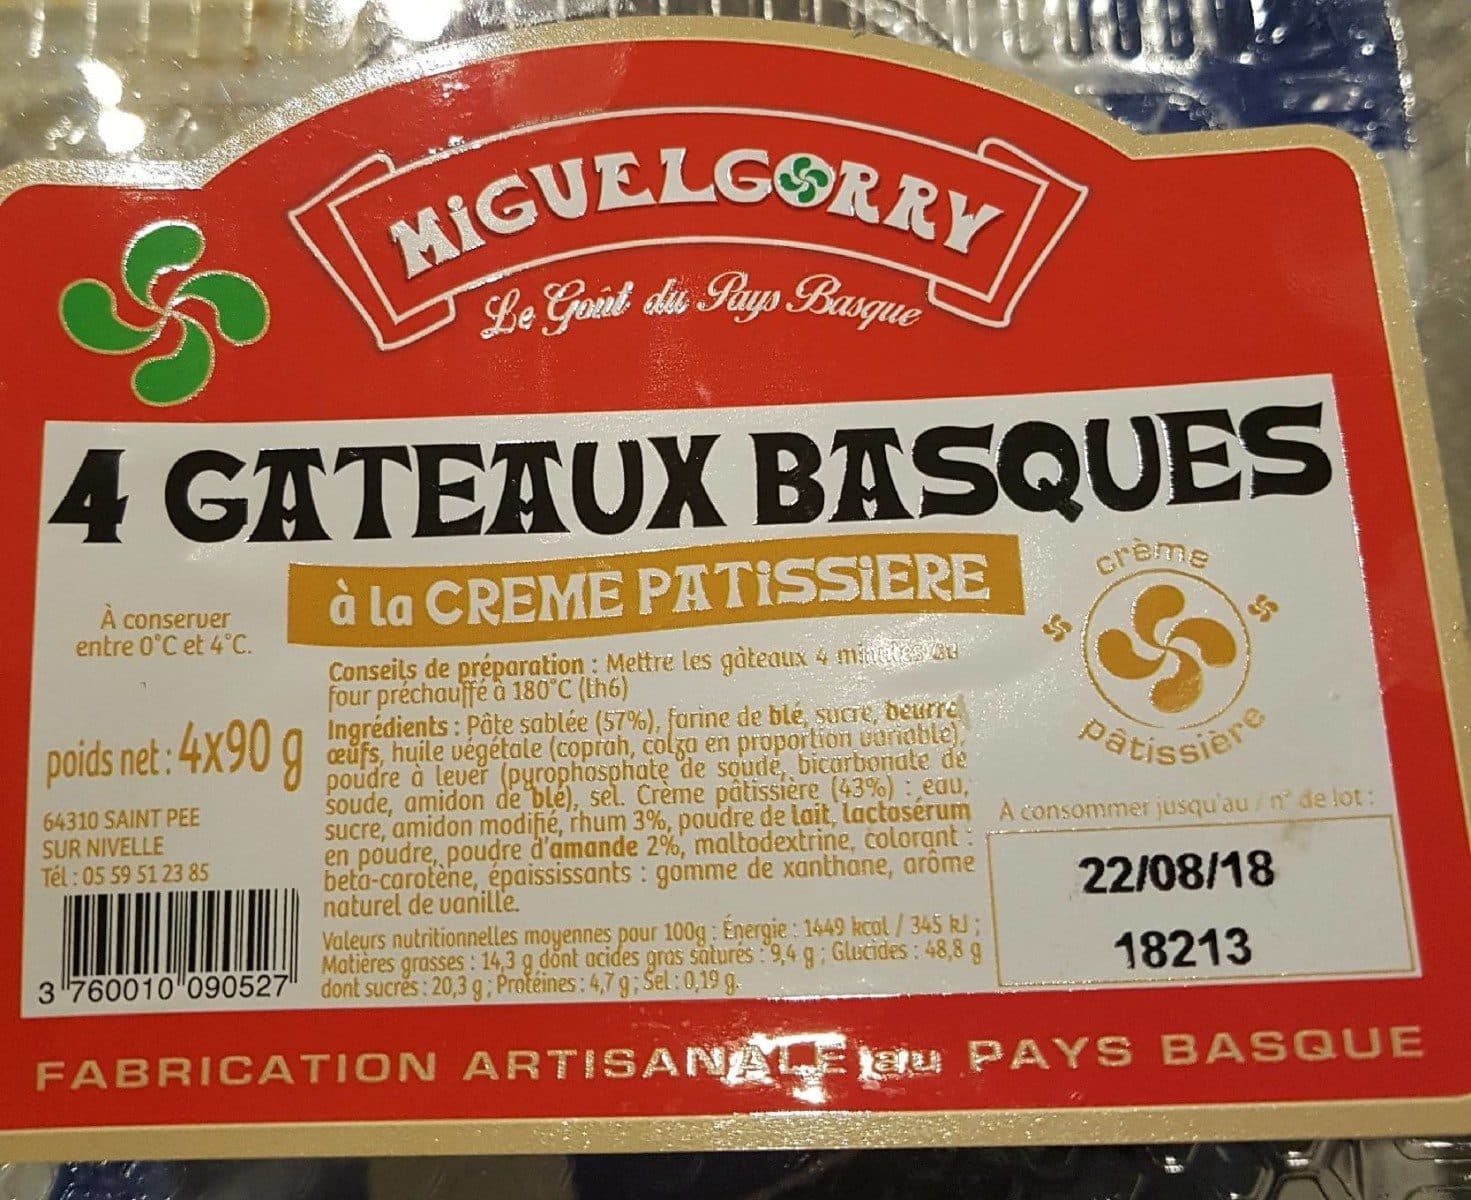 MiGUELGORRY
Le Goût du Pays Basque
4 GATEAUX BASQUES
à la CREME PATiSSiERE
crème
pâtissière
À conserver
entre 0°C et 4°C.
poids net : 4x90 g
64310 SAINT PEE
SUR NIVELLE
Tél : 05 59 51 23 85
3 760010 090527
Conseils de préparation : Mettre les gâteaux 4 minutes au
four préchauffé à 180°C (th6)
Ingrédients : Pâte sablée (57%), farine de blé, sucre, beurre,
œufs, huile végétale (coprah, colza en proportion variable),
poudre à lever (pyrophosphate de soude, bicarbonate de
soude, amidon de blé), sel. Crème pâtissière (43%) : eau,
sucre, amidon modifié, rhum 3%, poudre de lait, lactosérum
en poudre, poudre d'amande 2%, maltodextrine, colorant :
beta-carotène, épaississants : gomme de xanthane, arôme
naturel de vanille.
Valeurs nutritionnelles moyennes pour 100g : Énergie : 1449 kcal / 345 kJ ;
Matières grasses : 14,3 g dont acides gras saturés : 9,4 g ; Glucides : 48,8 g
dont sucres : 20,3 g ; Protéines : 4,7 g ; Sel : 0,19 g.
À consommer jusqu'au / n° de lot :
22/08/18
18213
FABRICATION ARTISANALE au PAYS BASQUE